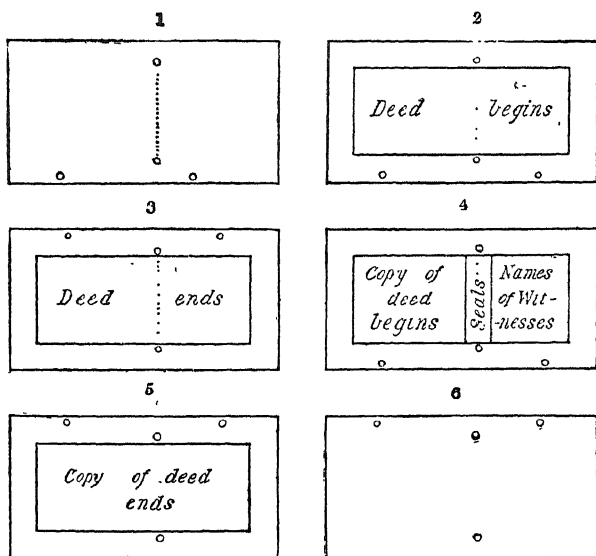 1
2
Deed begins
3
Deed ends
4
Copy of
deed
begins
Seals
Names
of Wit-
-nesses
5
Copy of deed
ends
6